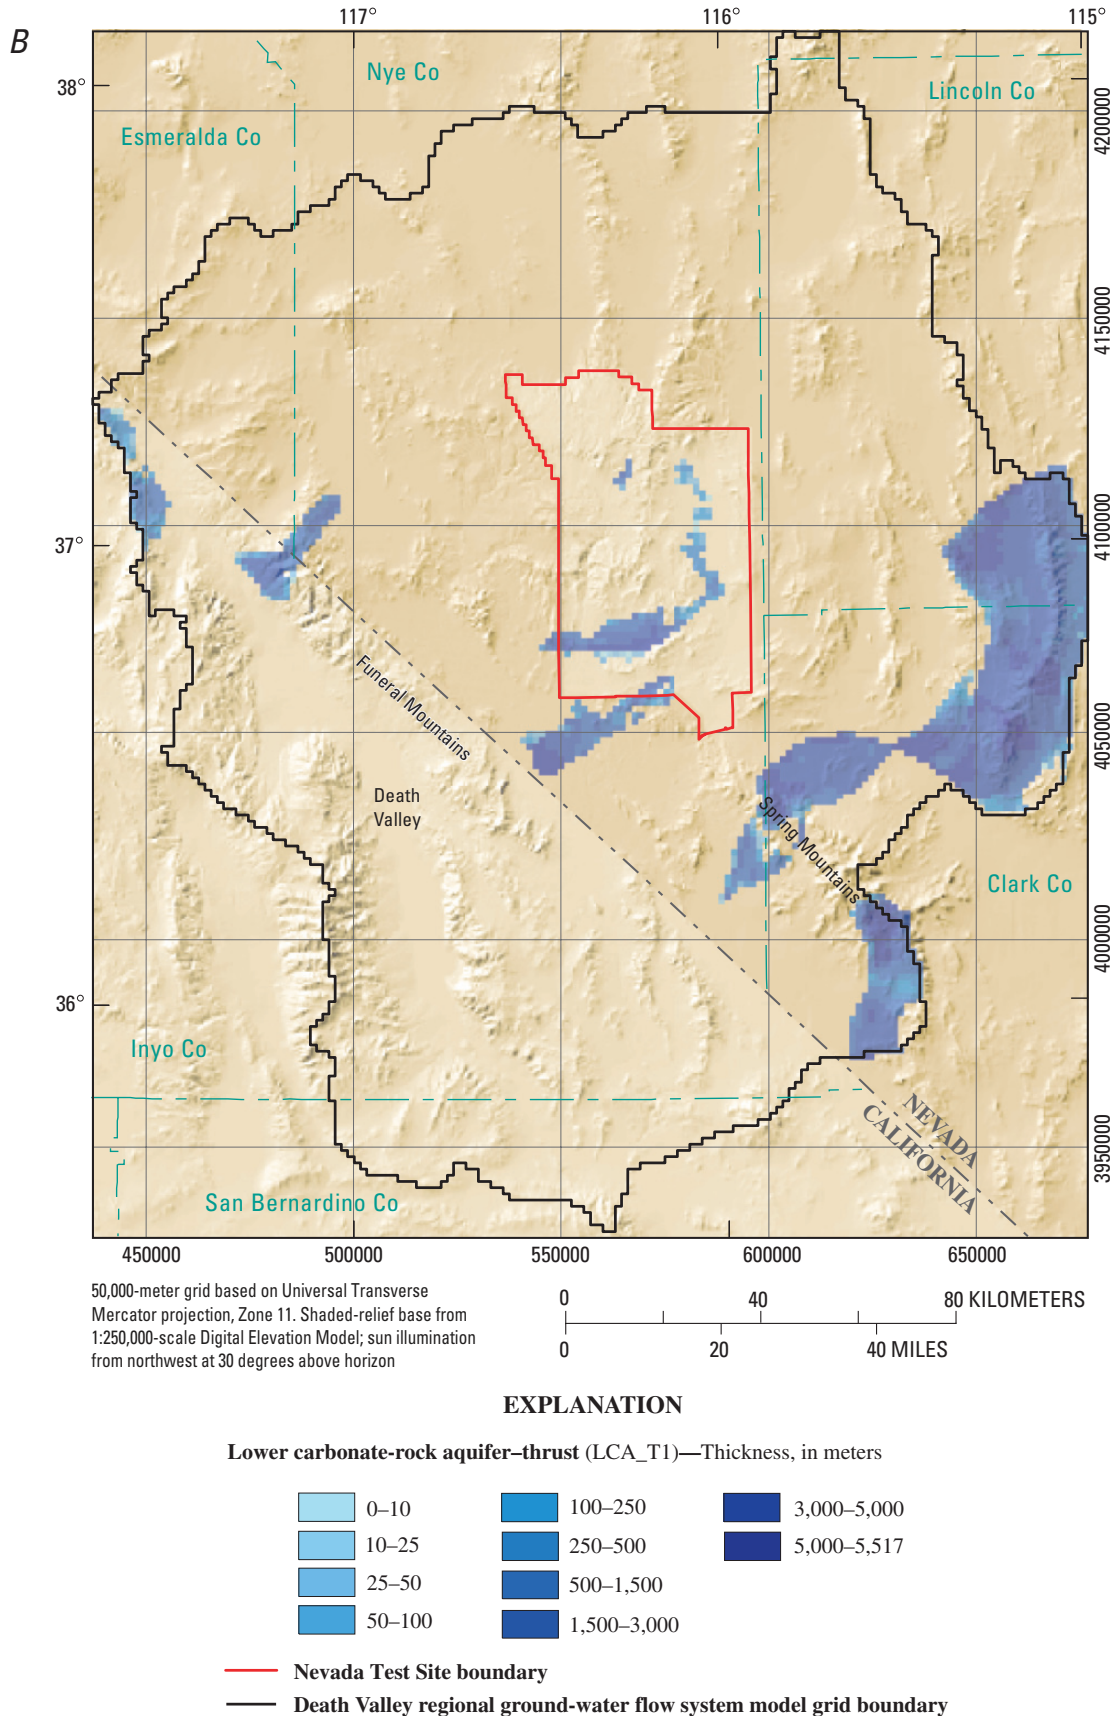 B
117°
116°
115°
38°
37°
36°
Nye Co
Lincoln Co
Esmeralda Co
4200000
4150000
4100000
4050000
4000000
3950000
Funeral Mountains
Death
Valley
Spring Mountains
Clark Co
Inyo Co
NEVADA
CALIFORNIA
San Bernardino Co
450000 500000 550000 600000 650000
50,000-meter grid based on Universal Transverse
Mercator projection, Zone 11. Shaded-relief base from
1:250,000-scale Digital Elevation Model; sun illumination
from northwest at 30 degrees above horizon
0 40 80 KILOMETERS
0 20 40 MILES
EXPLANATION
Lower carbonate-rock aquifer–thrust (LCA_T1)—Thickness, in meters
0–10
10–25
25–50
50–100
100–250
250–500
500–1,500
1,500–3,000
3,000–5,000
5,000–5,517
Nevada Test Site boundary
Death Valley regional ground-water flow system model grid boundary